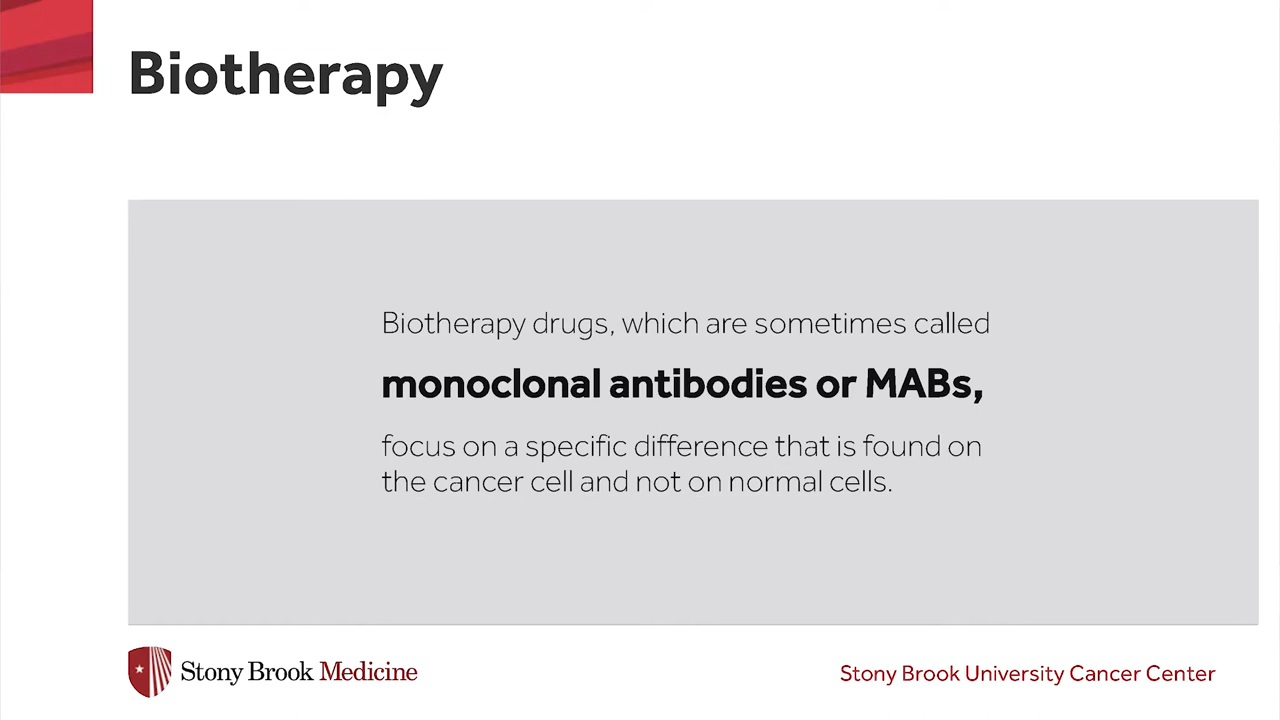 Biotherapy
Biotherapy drugs, which are sometimes called
monoclonal antibodies or MABs,
focus on a specific difference that is found on
the cancer cell and not on normal cells.
Stony Brook Medicine
Stony Brook University Cancer Center